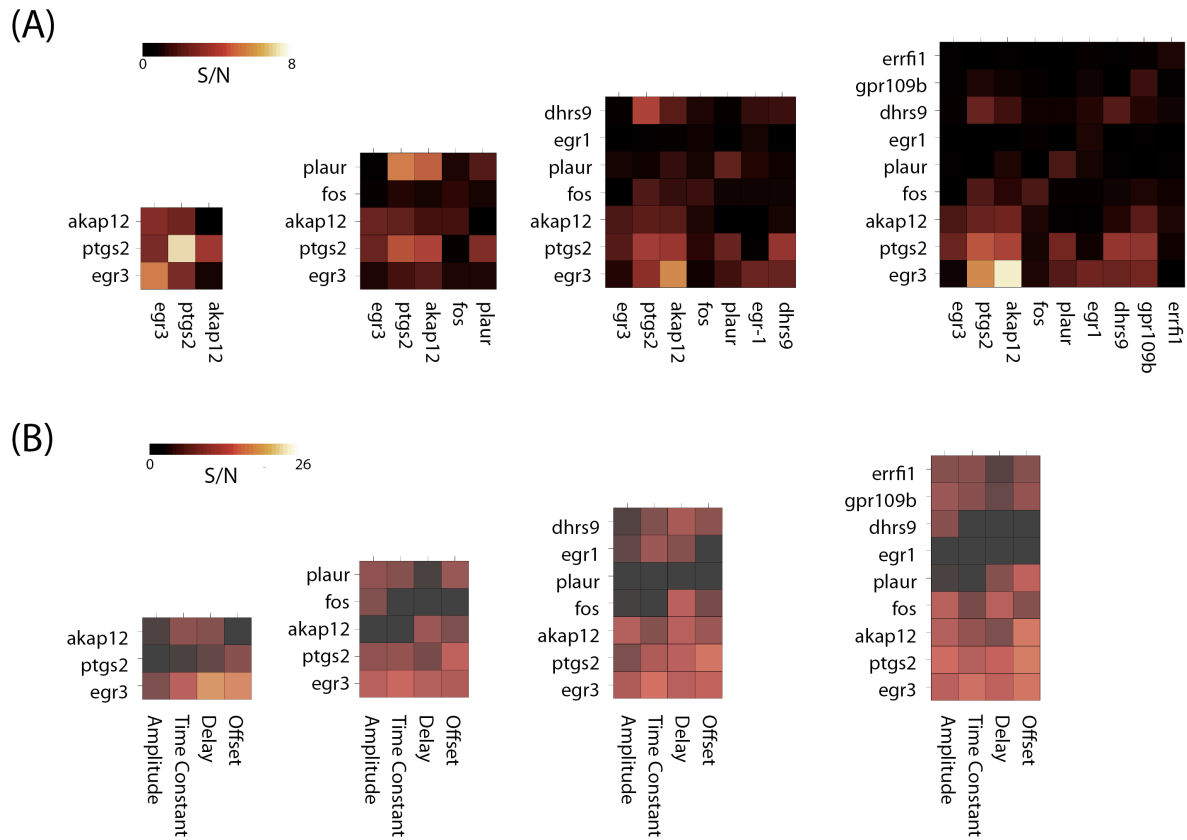 (A)
0 8
S/N
akap12
ptgs2
egr3
egr3 ptgs2 akap12
plaur
fos
akap12
ptgs2
egr3
egr3 ptgs2 akap12 fos plaur
dhrs9
egr1
plaur
fos
akap12
ptgs2
egr3
egr3 ptgs2 akap12 fos plaur egr-1 dhrs9
errfi1
gpr109b
dhrs9
egr1
plaur
fos
akap12
ptgs2
egr3
egr3 ptgs2 akap12 fos plaur egr1 dhrs9 gpr109b errfi1
(B)
0 26
S/N
akap12
ptgs2
egr3
Amplitude Time Constant Delay Offset
plaur
fos
akap12
ptgs2
egr3
Amplitude Time Constant Delay Offset
dhrs9
egr1
plaur
fos
akap12
ptgs2
egr3
Amplitude Time Constant Delay Offset
errfi1
gpr109b
dhrs9
egr1
plaur
fos
akap12
ptgs2
egr3
Amplitude Time Constant Delay Offset